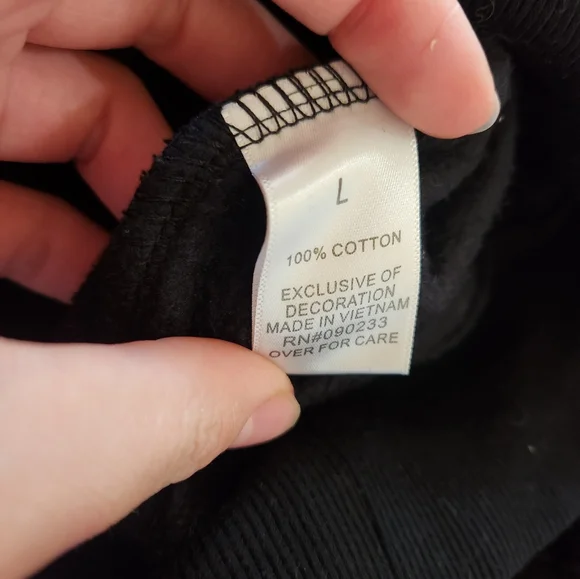 L
100% COTTON
EXCLUSIVE OF
DECORATION
MADE IN VIETNAM
RN#090233
OVER FOR CARE